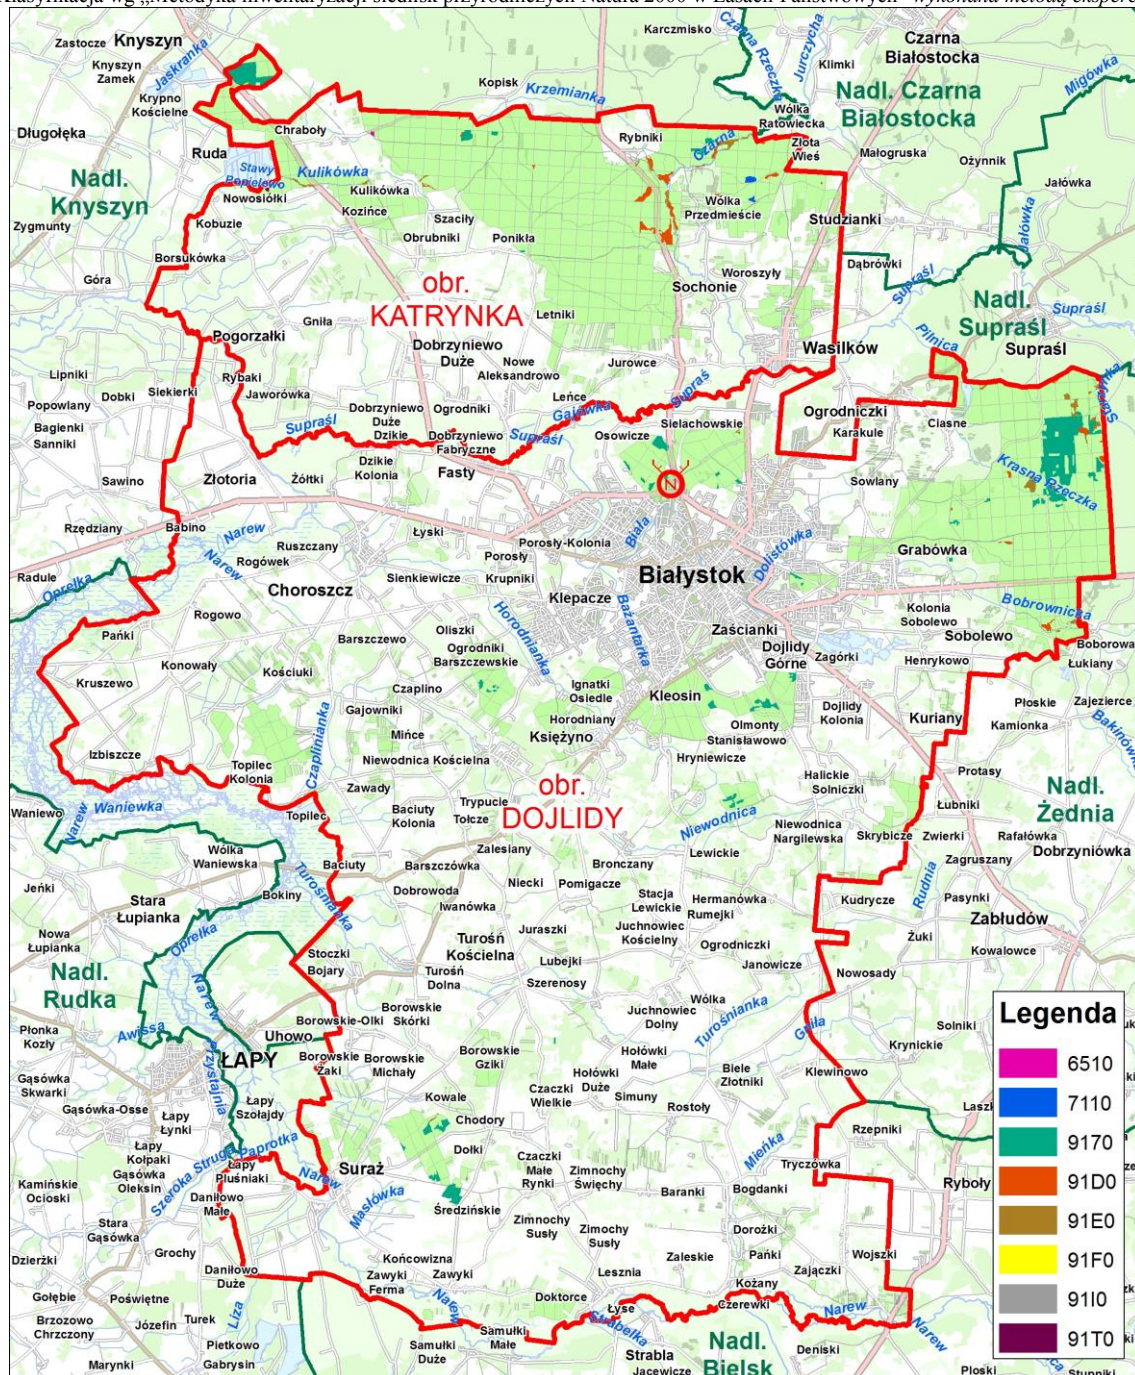 Klasyfikacja wg „Metodyka inwentaryzacji siedlisk przyrodniczych Natura 2000 w Lasach Państwowych" wykonana metodą
Zastocze
Knyszyn
Knyszyn
Zamek
Jaskranka
Krypno
Kościelne
Długołęka
Chraboły
Kopisk
Krzemianka
Karczmisko
Czarna Rzeczka
Jurczycha
Klimki
Czarna
Białostocka
Migówka
Nadl. Czarna
Białostocka
Wólka
Ratowiecka
Rybniki
Czarna
Złota
Wieś
Małogruska
Ożynnik
Jałówka
Jałówka
Ruda
Stawy
Popielewo
Kulikówka
Nadl.
Knyszyn
Nowosiółki
Kulikówka
Kozińce
Szaciły
Wólka
Przedmieście
Studzianki
Zygmunty
Kobuzie
Obrubniki
Ponikła
Borsukówka
Woroszyły
Dąbrówki
Supraśl
Góra
obr.
KATRYNKA
Sochonie
Nadl.
Supraśl
Supraśl
Supraśl
Pilnica
Gniła
Letniki
Pogorzałki
Dobrzyniewo
Duże
Nowe
Aleksandrowo
Jurowce
Wasilków
Lipniki
Rybaki
Siekierki
Jaworówka
Dobki
Popowlany
Bagienki
Sanniki
Supraśl
Dobrzyniewo
Duże
Dzikie
Ogrodniki
Dobrzyniewo
Fabryczne
Leńce
Gajówka
Supraś
Supraśl
Osowicze
Sielachowskie
Ogrodniczki
Karakule
Ciasne
Sawino
Złotoria
Żółtki
Dzikie
Kolonia
Fasty
N
Sowlany
Krasna Rzeczka
Rzędziany
Babino
Narew
Narew
Rogówek
Ruszczany
Łyski
Porosły-Kolonia
Porosły
Biała
Dolistówka
Grabówka
Radule
Oprelka
Choroszcz
Sienkiewicze
Krupniki
Białystok
Klepacze
Bażantarka
Horodnianka
Rogowo
Kolonia
Sobolewo
Bobrownicka
Pańki
Barszczewo
Oliszki
Ogrodniki
Barszczewskie
Zaścianki
Dojlidy
Górne
Zagórki
Sobolewo
Henrykowo
Boborowa
Łukiany
Konowały
Kościuki
Kruszewo
Czaplino
Ignatki
Osiedle
Kleosin
Gajowniki
Horodniany
Księżyno
Dojlidy
Kolonia
Kuriany
Płoskie
Zajezierce
Kamionka
Mińce
Olmonty
Stanisławowo
Hryniewicze
Izbiszcze
Czaplinianka
Topilec
Kolonia
Niewodnica Kościelna
obr.
DOJLIDY
Halickie
Solniczki
Protasy
Nadl.
Żednia
Zawady
Waniewo
Narew
Waniewka
Topilec
Baciuty
Kolonia
Trypucie
Tołcze
Zalesiany
Niewodnica
Niewodnica
Nargilewska
Łubniki
Skrybicze
Zwierki
Rafałówka
Dobrzyniówka
Wólka
Waniewska
Baciuty
Barszczówka
Bronczany
Lewickie
Zagruszany
Jeńki
Bokiny
Turośnianka
Dobrowoda
Niecki
Pomigacze
Stara
Łupianka
Iwanówka
Stacja
Lewickie
Hermanówka
Rumejki
Kudrycze
Rudnia
Pasynki
Zabłudów
Nowa
Łupianka
Oprelka
Stoczki
Turośń
Kościelna
Juraszki
Juchnowiec
Kościelny
Ogrodniczki
Żuki
Kowalowce
Nadl.
Rudka
Bojary
Turośń
Dolna
Lubejki
Szerenosy
Janowicze
Nowosady
Narew
Legenda
Płonka
Kozły
Awissa
Uhowo
Borowskie-Olki
Borowskie
Skórki
Wólka
Juchnowiec
Dolny
Turośnianka
Gniła
Solniki
Krynickie
ŁAPY
Borowskie
Żaki
Borowskie
Michały
Borowskie
Gziki
Hołówki
Małe
6510
Gąsówka
Skwarki
Hołówki
Duże
Biele
Złotniki
Klewinowo
Gąsówka-Osse
Łapy
Szołajdy
Kowale
Czaczki
Wielkie
Simuny
Rostoły
7110
Łapy
Łynki
Chodory
Rzepniki
9170
Łapy
Kołpaki
Gąsówka
Oleksin
Szeroka Struga
Paprotka
Dołki
Czaczki
Małe
Rynki
Mieńka
Kamińskie
Ocioski
Łapy
Pluśniaki
Suraż
Narew
Zimnochy
Święchy
Tryczówka
Ryboły
91D0
Daniłowo
Małe
Masłówka
Średzińskie
Baranki
Bogdanki
91E0
Stara
Gąsówka
Zimnochy
Susły
Zimochy
Susły
Dorożki
Dzierżki
Grochy
Końcowizna
Zaleskie
Pańki
Wojszki
91F0
Daniłowo
Duże
Zawyki
Ferma
Zawyki
Lesznia
Zajączki
Gołębie
Poświętne
Liza
Narew
Doktorce
Kożany
91I0
Brzozowo
Chrzczony
Józefin
Turek
Łyse
Czerewki
Narew
Narew
Strabelka
Pietkowo
Gabrysin
Samułki
Małe
Samułki
Duże
Nadl.
Bielsk
Deniski
91T0
Marynki
Strabla
Jacewicze
Ploski
Stupniki